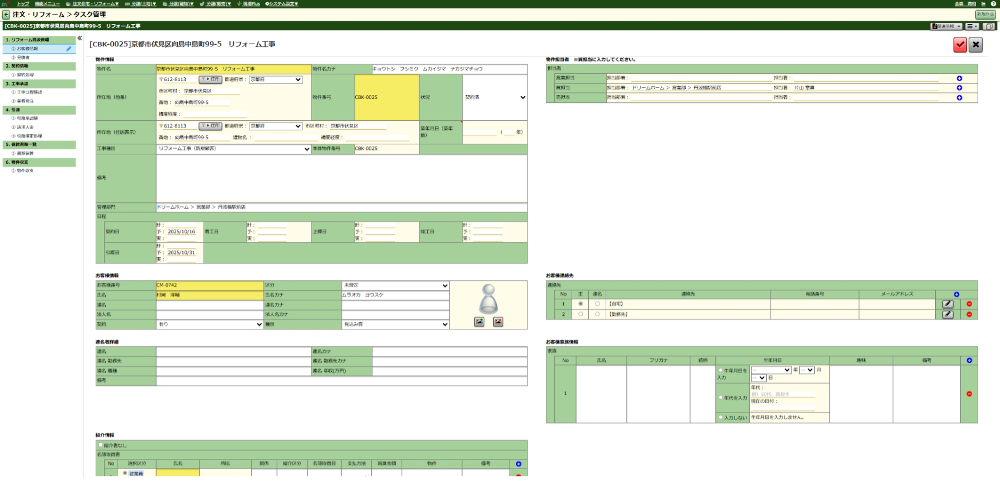 トップ 機能メニュー 注文住宅・リフォーム▼ 分譲(土地)▼ 分譲(建物)▼ 分譲(販売)▼ 現場Plus システム設定▼
注文・リフォーム > タスク管理 新規作成
[CBK-0025]京都市伏見区向島中島町99-5 リフォーム工事 関連情報
1. リフォーム商談管理
① お客様情報
② 見積書
2. 契約情報
① 契約処理
3. 工事承認
① 工事日程確認
② 業者発注
4. 引渡
① 引渡承認願
② 請求入金
③ 引渡確定処理
5. 保管書類一覧
① 書類保管
6. 物件収支
① 物件収支
[CBK-0025]京都市伏見区向島中島町99-5 リフォーム工事
物件情報
物件名 京都市伏見区向島中島町99-5 リフォーム工事 物件名カナ キョウトシ フシミク ムカイジマ ナカジマチョウ
所在地（地番） 〒612-8113 〒▶住所 都道府県： 京都府
市区町村： 京都市伏見区
番地： 向島中島町99-5
緯度経度：
物件番号 CBK-0025 状況 契約済
所在地（住居表示） 〒612-8113 〒▶住所 都道府県： 京都府 市区町村： 京都市伏見区
番地： 向島中島町99-5 建物名 ： 緯度経度：
築年月日（築年数） （ 年）
工事種別 リフォーム工事（新規顧客） 本体物件番号 CBK-0025
備考
管理部門 ドリームホーム > 営業部 > 丹波橋駅前店
日程
契約日 計： 予： 2025/10/16 実：
着工日 計： 予： 実：
上棟日 計： 予： 実：
竣工日 計： 予： 実：
引渡日 計： 予： 2025/10/31 実：
物件担当者 ※買担当に入力してください。
担当者
営業担当 担当部署： 担当者：
買担当 担当部署： ドリームホーム > 営業部 > 丹波橋駅前店 担当者： 片山 章真
売担当 担当部署： 担当者：
お客様情報
お客様番号 CM-0742 区分 未設定
氏名 村岡 洋輔 氏名カナ ムラオカ ヨウスケ
連名 連名カナ
法人名 法人名カナ
契約 有り 種別 見込み客
お客様連絡先
連絡先
No 主 連名 連絡先 電話番号 メールアドレス
1 【自宅】
2 【勤務先】
連名者詳細
連名 連名カナ
連名 勤務先 連名 勤務先カナ
連名 職種 連名 年収(万円)
備考
お客様家族情報
家族
No 氏名 フリガナ 続柄 生年月日 趣味 備考
1 生年月日を入力 -- 年 -- 月 -- 日
年代を入力 年代： 例）50代、高校生
現在の日付：
入力しない 生年月日を入力しません。
紹介情報
紹介者なし
名簿取得者
No 選択区分 氏名 所属 関係 紹介区分 名簿取得日 支払方法 報奨金額 物件 備考
従業員